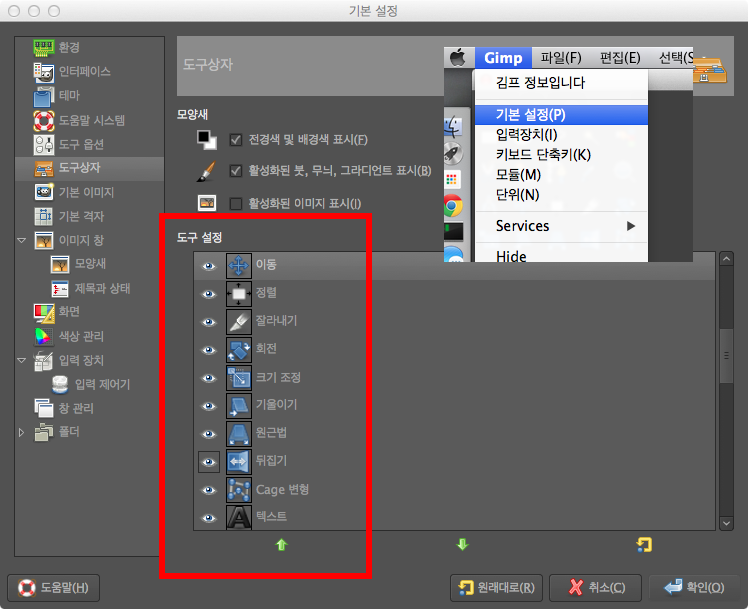 기본 설정
환경
인터페이스
테마
도움말 시스템
도구 옵션
도구상자
기본 이미지
기본 격자
이미지 창
모양새
제목과 상태
화면
색상 관리
입력 장치
입력 제어기
창 관리
폴더
도구상자
Gimp 파일(F) 편집(E) 선택(S)
김프 정보입니다
기본 설정(P)
입력장치(I)
키보드 단축키(K)
모듈(M)
단위(N)
Services
Hide
모양새
전경색 및 배경색 표시(F)
활성화된 붓, 무늬, 그라디언트 표시(B)
활성화된 이미지 표시(I)
도구 설정
이동
정렬
잘라내기
회전
크기 조정
기울이기
원근법
뒤집기
Cage 변형
텍스트
도움말(H)
원래대로(R)
취소(C)
확인(O)